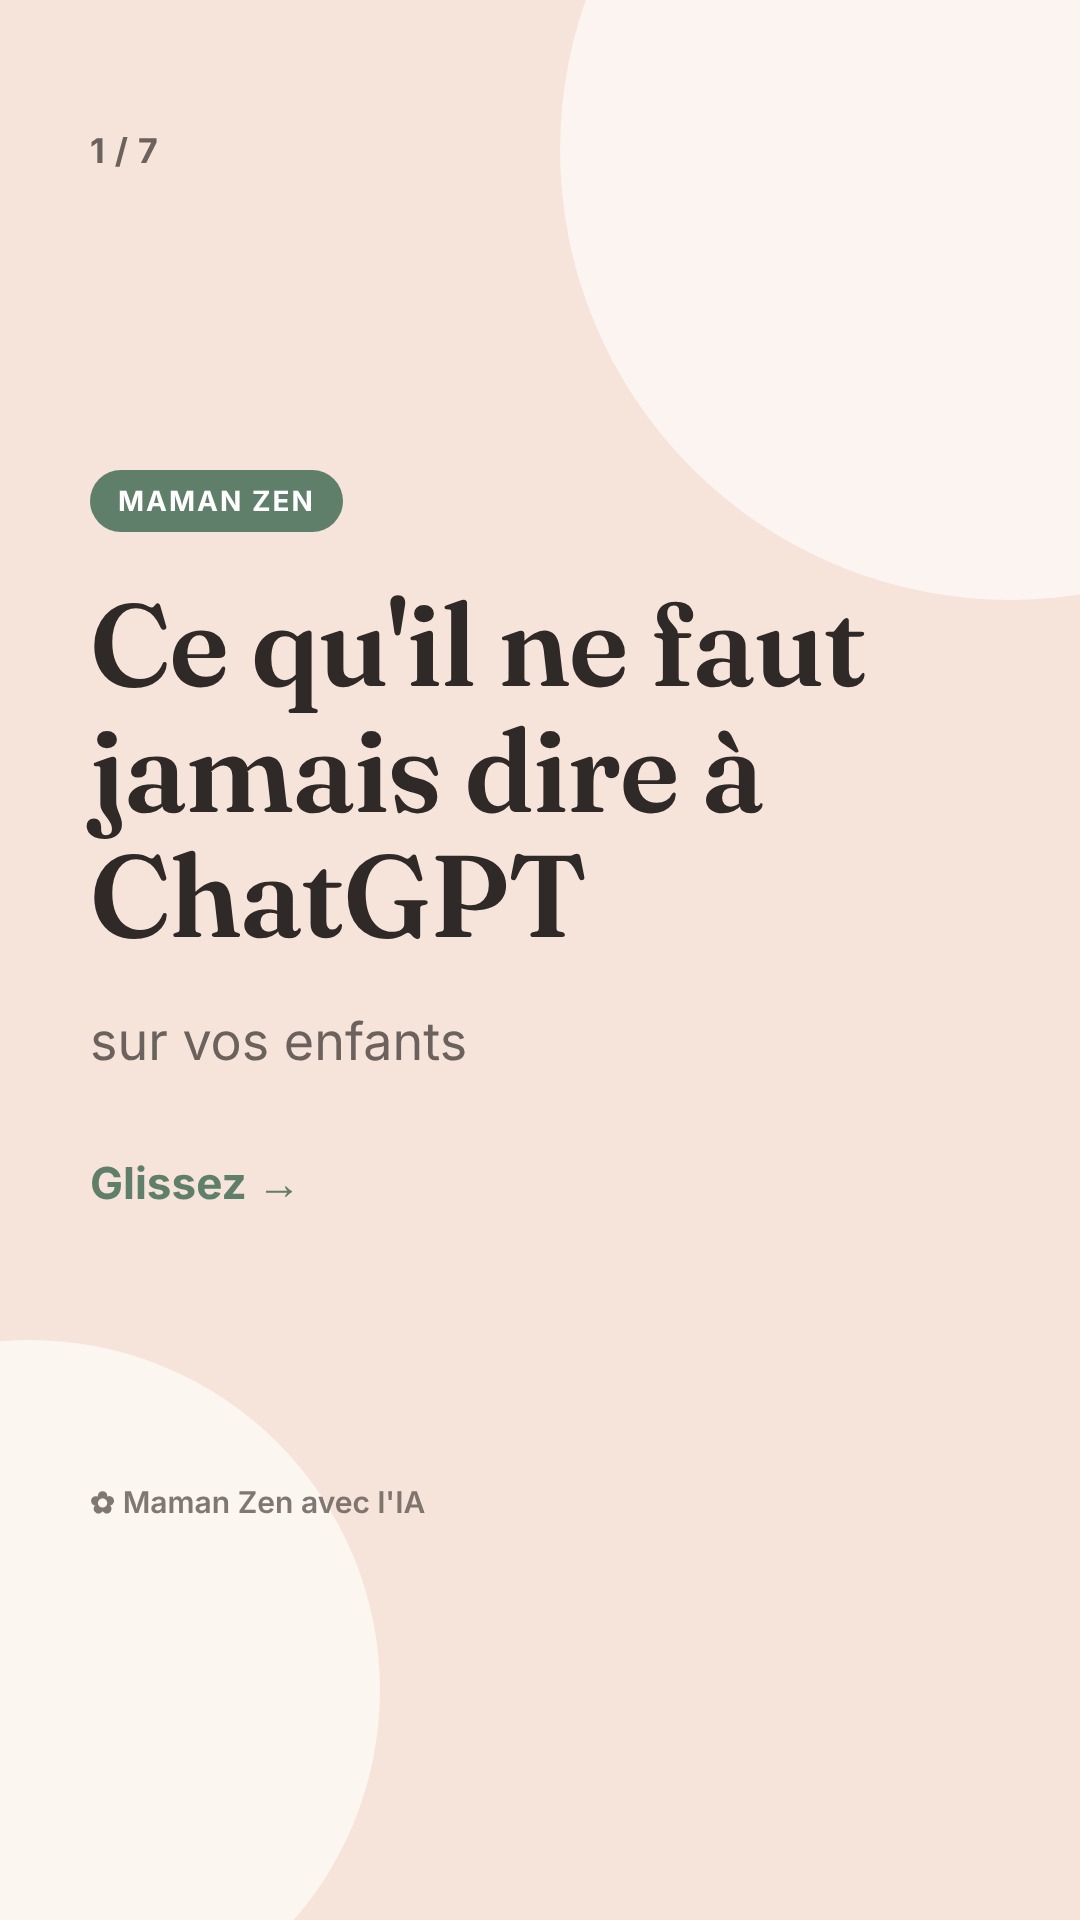 1 / 7
MAMAN ZEN
Ce qu'il ne faut
jamais dire à
ChatGPT
sur vos enfants
Glissez →
✿ Maman Zen avec l'IA